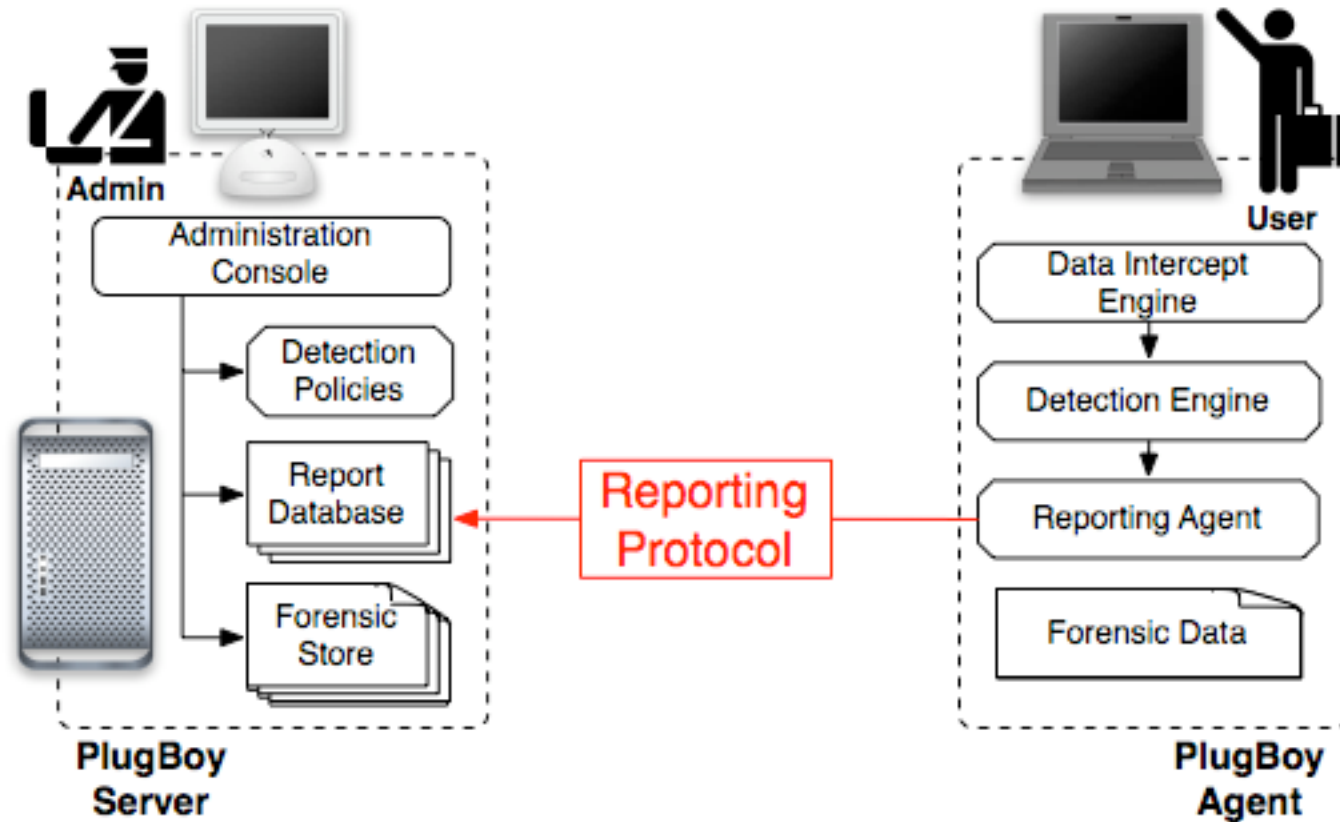 Admin
Administration
Console
Detection
Policies
Report
Database
Forensic
Store
PlugBoy
Server
Reporting
Protocol
User
Data Intercept
Engine
Detection Engine
Reporting Agent
Forensic Data
PlugBoy
Agent